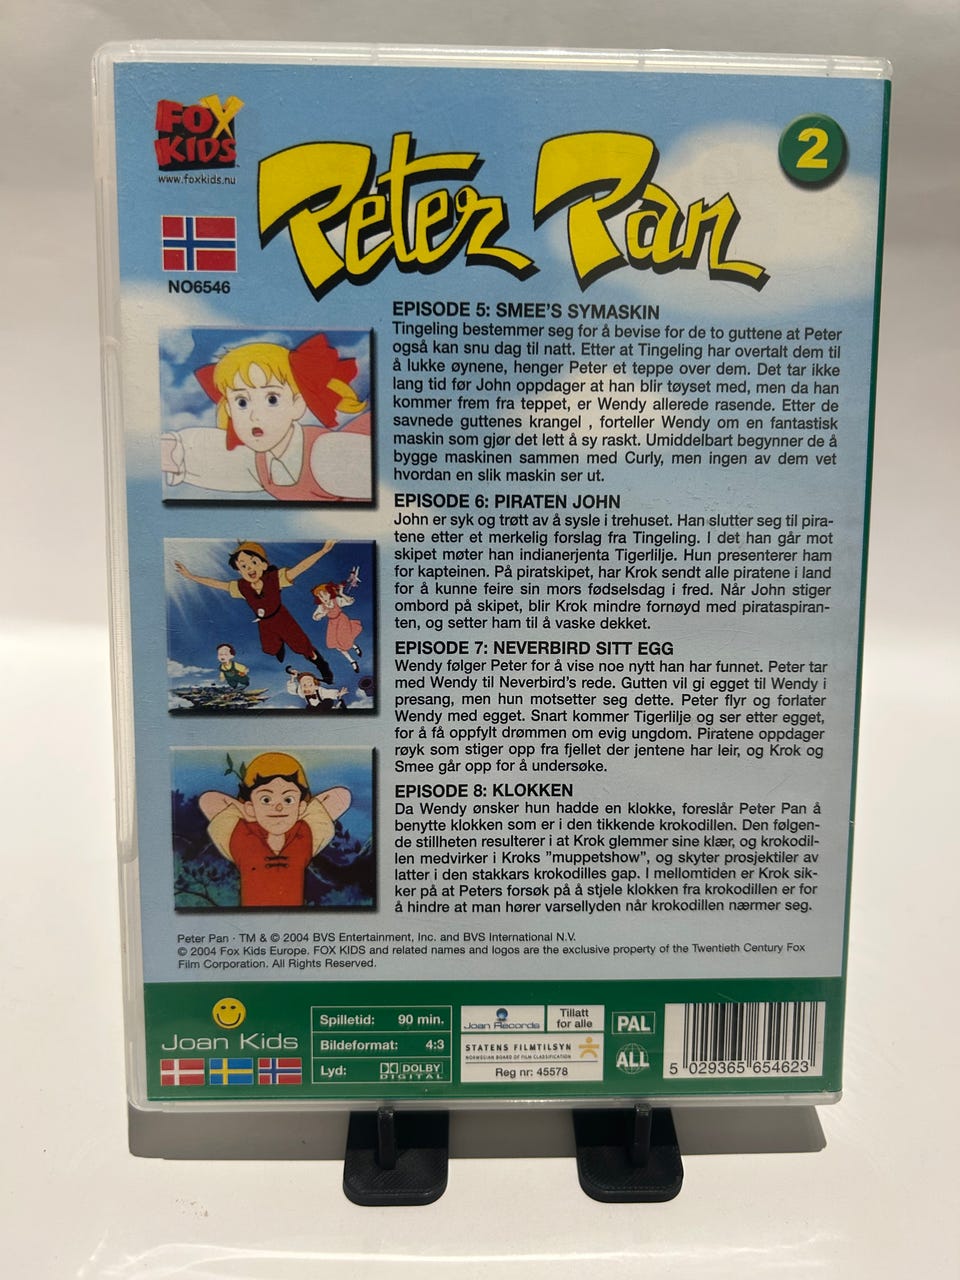 FOX
KIDS
www.foxkids.nu
Peter Pan
2
NO6546
EPISODE 5: SMEE'S SYMASKIN
Tingeling bestemmer seg for å bevise for de to guttene at Peter
også kan snu dag til natt. Etter at Tingeling har overtalt dem til
å lukke øynene, henger Peter et teppe over dem. Det tar ikke
lang tid før John oppdager at han blir tøyset med, men da han
kommer frem fra teppet, er Wendy allerede rasende. Etter de
savnede guttenes krangel , forteller Wendy om en fantastisk
maskin som gjør det lett å sy raskt. Umiddelbart begynner de å
bygge maskinen sammen med Curly, men ingen av dem vet
hvordan en slik maskin ser ut.
EPISODE 6: PIRATEN JOHN
John er syk og trøtt av å sysle i trehuset. Han slutter seg til pira-
tene etter et merkelig forslag fra Tingeling. I det han går mot
skipet møter han indianerjenta Tigerlilje. Hun presenterer ham
for kapteinen. På piratskipet, har Krok sendt alle piratene i land
for å kunne feire sin mors fødselsdag i fred. Når John stiger
ombord på skipet, blir Krok mindre fornøyd med pirataspiran-
ten, og setter ham til å vaske dekket.
EPISODE 7: NEVERBIRD SITT EGG
Wendy følger Peter for å vise noe nytt han har funnet. Peter tar
med Wendy til Neverbird's rede. Gutten vil gi egget til Wendy i
presang, men hun motsetter seg dette. Peter flyr og forlater
Wendy med egget. Snart kommer Tigerlilje og ser etter egget,
for å få oppfylt drømmen om evig ungdom. Piratene oppdager
røyk som stiger opp fra fjellet der jentene har leir, og Krok og
Smee går opp for å undersøke.
EPISODE 8: KLOKKEN
Da Wendy ønsker hun hadde en klokke, foreslår Peter Pan å
benytte klokken som er i den tikkende krokodillen. Den følgen-
de stillheten resulterer i at Krok glemmer sine klær, og krokodil-
len medvirker i Kroks "muppetshow", og skyter prosjektiler av
latter i den stakkars krokodilles gap. I mellomtiden er Krok sik-
ker på at Peters forsøk på å stjele klokken fra krokodillen er for
å hindre at man hører varsellyden når krokodillen nærmer seg.
Peter Pan · TM & © 2004 BVS Entertainment, Inc. and BVS International N.V.
© 2004 Fox Kids Europe. FOX KIDS and related names and logos are the exclusive property of the Twentieth Century Fox
Film Corporation. All Rights Reserved.
Joan Kids
Spilletid: 90 min.
Bildeformat: 4:3
Lyd: DOLBY
DIGITAL
Joan Records
Tillatt
for alle
STATENS FILMTILSYN
NORWEGIAN BOARD OF FILM CLASSIFICATION
Reg nr: 45578
PAL
ALL
5 029365 654623